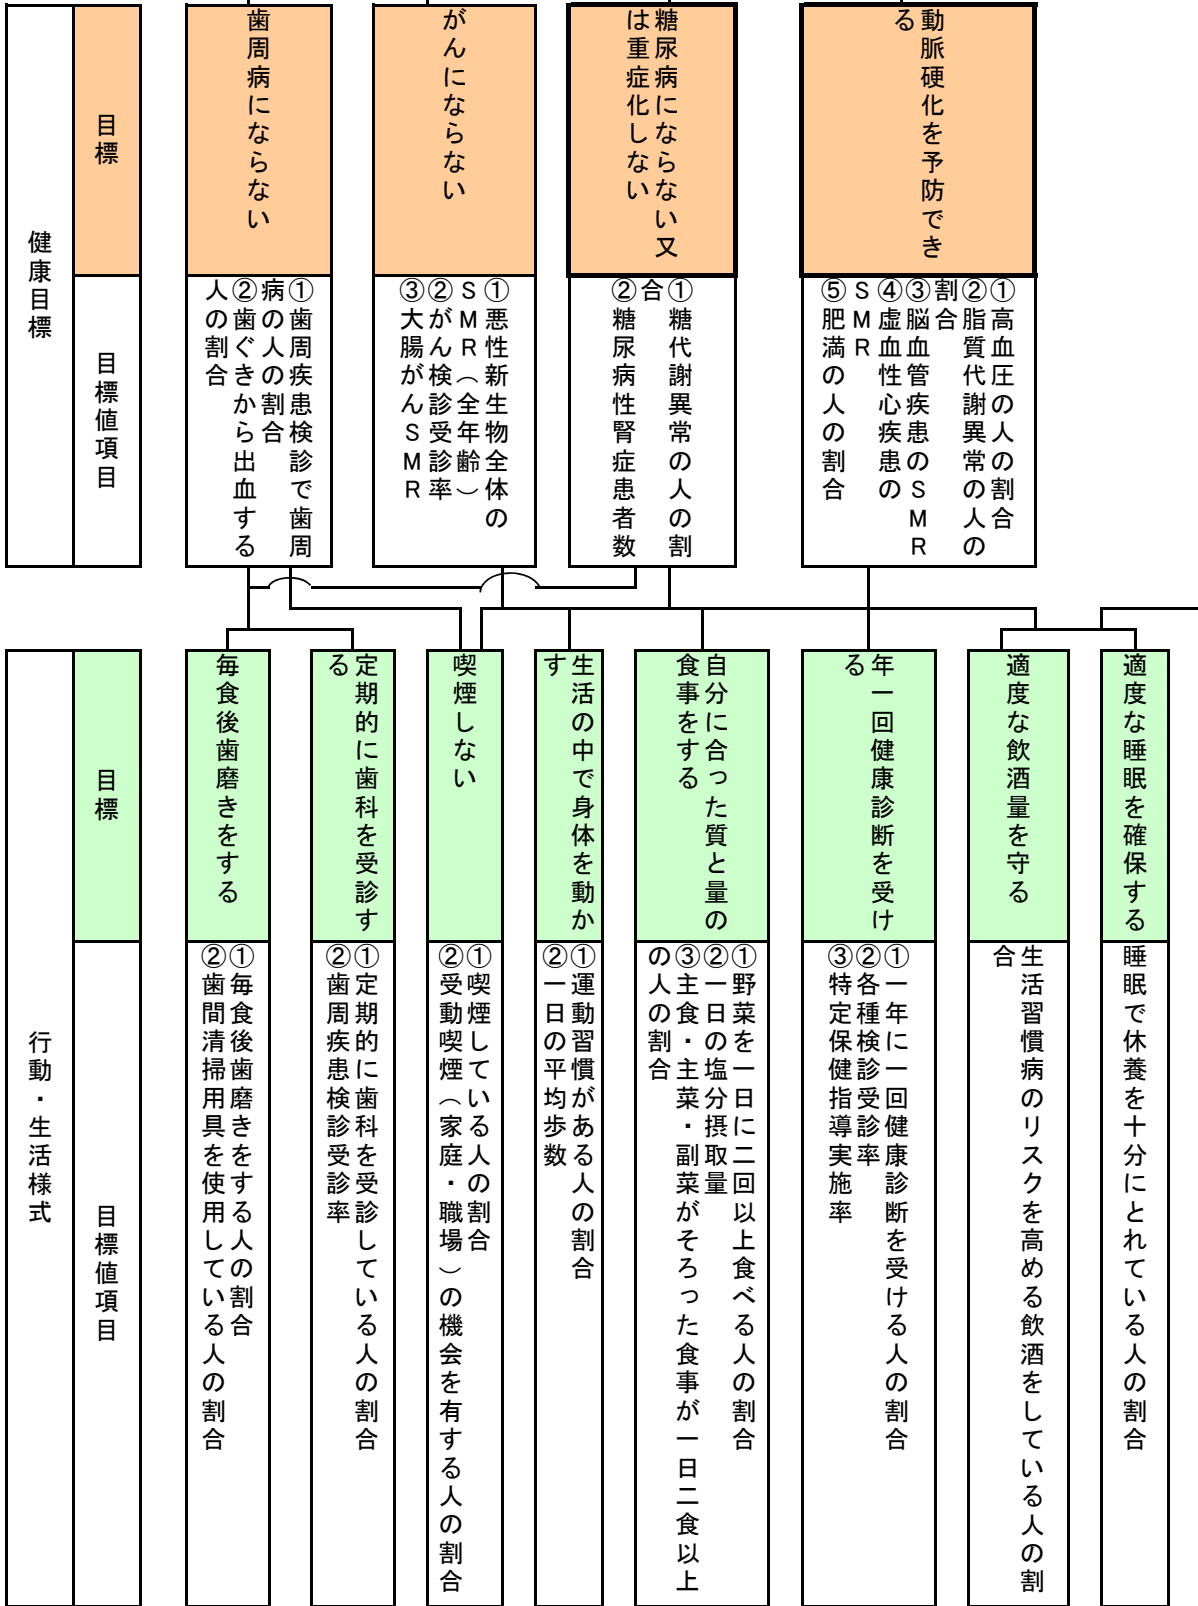 健康目標
目標
目標値項目
歯周病にならない
①歯周疾患検診で歯周
病の人の割合
②歯ぐきから出血する
人の割合
がんにならない
①悪性新生物全体の
SMR（全年齢）
②がん検診受診率
③大腸がんSMR
糖尿病にならない又
は重症化しない
①糖代謝異常の人の割
合
②糖尿病性腎症患者数
動脈硬化を予防でき
る
①高血圧の人の割合
②脂質代謝異常の人の
割合
③脳血管疾患のSMR
④虚血性心疾患の
SMR
⑤肥満の人の割合
行動・生活様式
目標
目標値項目
毎食後歯磨きをする
①毎食後歯磨きをする人の割合
②歯間清掃用具を使用している人の割合
定期的に歯科を受診す
る
①定期的に歯科を受診している人の割合
②歯周疾患検診受診率
喫煙しない
①喫煙している人の割合
②受動喫煙（家庭・職場）の機会を有する人の割合
生活の中で身体を動か
す
①運動習慣がある人の割合
②一日の平均歩数
自分に合った質と量の
食事をする
①野菜を一日に二回以上食べる人の割合
②一日の塩分摂取量
③主食・主菜・副菜がそろった食事が一日二食以上
の人の割合
年一回健康診断を受け
る
①一年に一回健康診断を受ける人の割合
②各種検診受診率
③特定保健指導実施率
適度な飲酒量を守る
生活習慣病のリスクを高める飲酒をしている人の割
合
適度な睡眠を確保する
睡眠で休養を十分にとれている人の割合